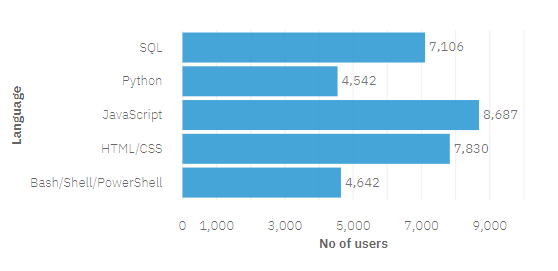 SQL 7,106
Python 4,542
JavaScript 8,687
HTML/CSS 7,830
Bash/Shell/PowerShell 4,642
Language
0 1,000 3,000 5,000 7,000 9,000
No of users